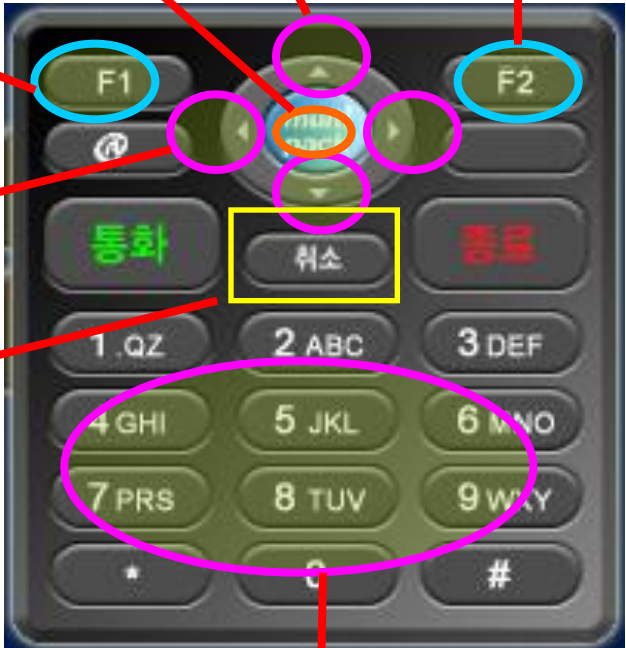 F1 F2
@
통화 취소 종료
1 .QZ 2 ABC 3 DEF
4 GHI 5 JKL 6 MNO
7 PRS 8 TUV 9 WXY
* 0 #